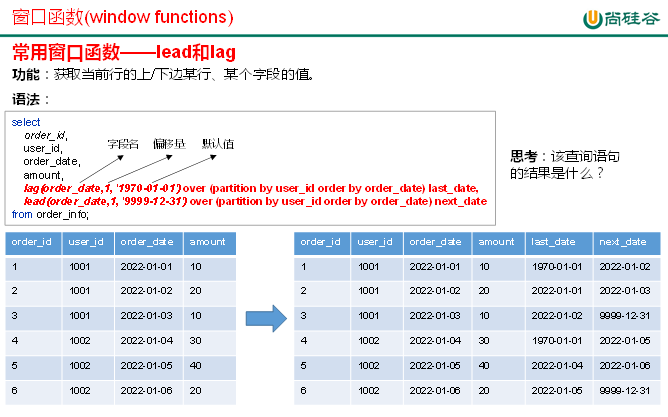 窗口函数(window functions)
尚硅谷
常用窗口函数——lead和lag
功能：获取当前行的上/下边某行、某个字段的值。
语法：
select
order_id,
user_id,
order_date,
amount,
字段名 偏移量 默认值
lag(order_date,1, '1970-01-01') over (partition by user_id order by order_date) last_date,
lead(order_date,1, '9999-12-31') over (partition by user_id order by order_date) next_date
from order_info;
思考：该查询语句
的结果是什么？
order_id user_id order_date amount
1 1001 2022-01-01 10
2 1001 2022-01-02 20
3 1001 2022-01-03 10
4 1002 2022-01-04 30
5 1002 2022-01-05 40
6 1002 2022-01-06 20
order_id user_id order_date amount last_date next_date
1 1001 2022-01-01 10 1970-01-01 2022-01-02
2 1001 2022-01-02 20 2022-01-01 2022-01-03
3 1001 2022-01-03 10 2022-01-02 9999-12-31
4 1002 2022-01-04 30 1970-01-01 2022-01-05
5 1002 2022-01-05 40 2022-01-04 2022-01-06
6 1002 2022-01-06 20 2022-01-05 9999-12-31